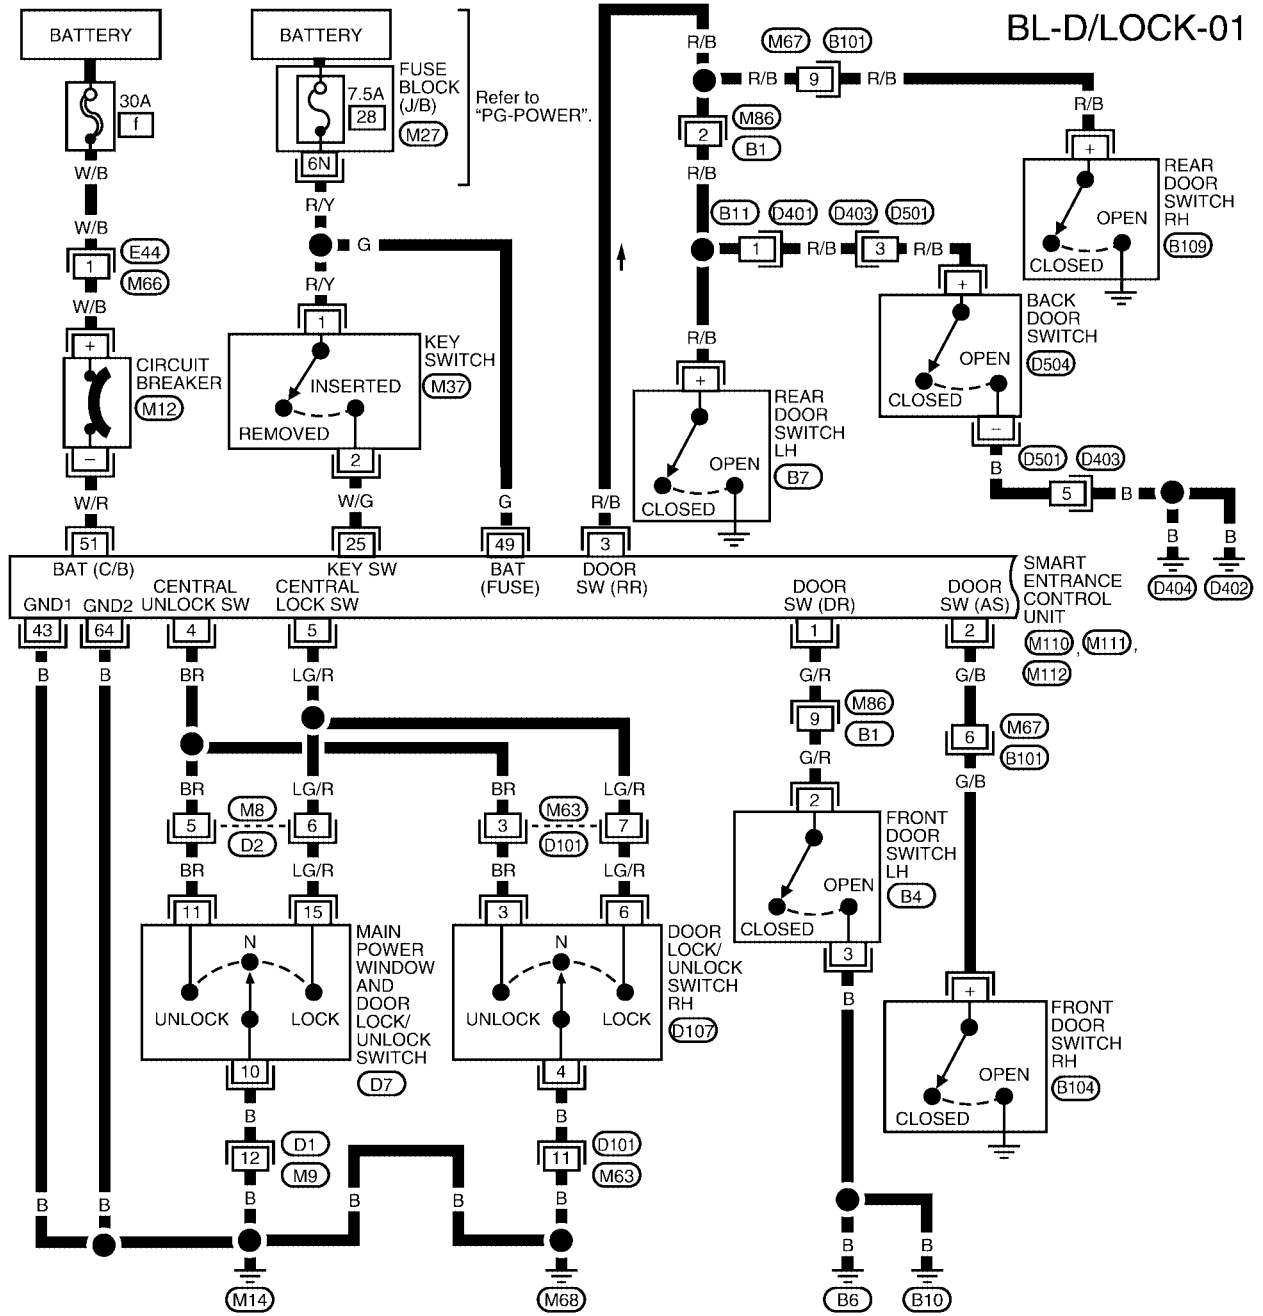 BL-D/LOCK-01
BATTERY
BATTERY
30A
f
7.5A
28
FUSE
BLOCK
(J/B)
M27
Refer to
"PG-POWER".
6N
W/B
R/Y
W/B
G
1
E44
M66
R/Y
W/B
+
CIRCUIT
BREAKER
M12
−
W/R
1
KEY
SWITCH
M37
INSERTED
REMOVED
2
W/G
G
R/B
R/B
M67
B101
R/B
9
R/B
R/B
2
M86
B1
R/B
+
REAR
DOOR
SWITCH
RH
B109
OPEN
CLOSED
B11
D401
D403
D501
1
R/B
3
R/B
+
BACK
DOOR
SWITCH
D504
OPEN
CLOSED
−
B
D501
D403
5
B
B
B
D404
D402
R/B
+
REAR
DOOR
SWITCH
LH
B7
OPEN
CLOSED
51
25
49
3
BAT (C/B)
KEY SW
BAT
(FUSE)
DOOR
SW (RR)
CENTRAL
UNLOCK SW
CENTRAL
LOCK SW
GND1
GND2
DOOR
SW (DR)
DOOR
SW (AS)
SMART
ENTRANCE
CONTROL
UNIT
M110 , M111 ,
M112
43
64
4
5
1
2
B
B
BR
LG/R
G/R
G/B
9
M86
B1
6
M67
B101
G/R
G/B
BR
LG/R
BR
LG/R
5
M8
D2
6
3
M63
D101
7
BR
LG/R
BR
LG/R
2
FRONT
DOOR
SWITCH
LH
B4
OPEN
CLOSED
3
B
11
15
MAIN
POWER
WINDOW
AND
DOOR
LOCK/
UNLOCK
SWITCH
D7
N
UNLOCK
LOCK
10
B
12
D1
M9
B
3
6
DOOR
LOCK/
UNLOCK
SWITCH
RH
D107
N
UNLOCK
LOCK
4
B
11
D101
M63
B
+
FRONT
DOOR
SWITCH
RH
B104
OPEN
CLOSED
B
B
B
B
B
B
M14
M68
B6
B10